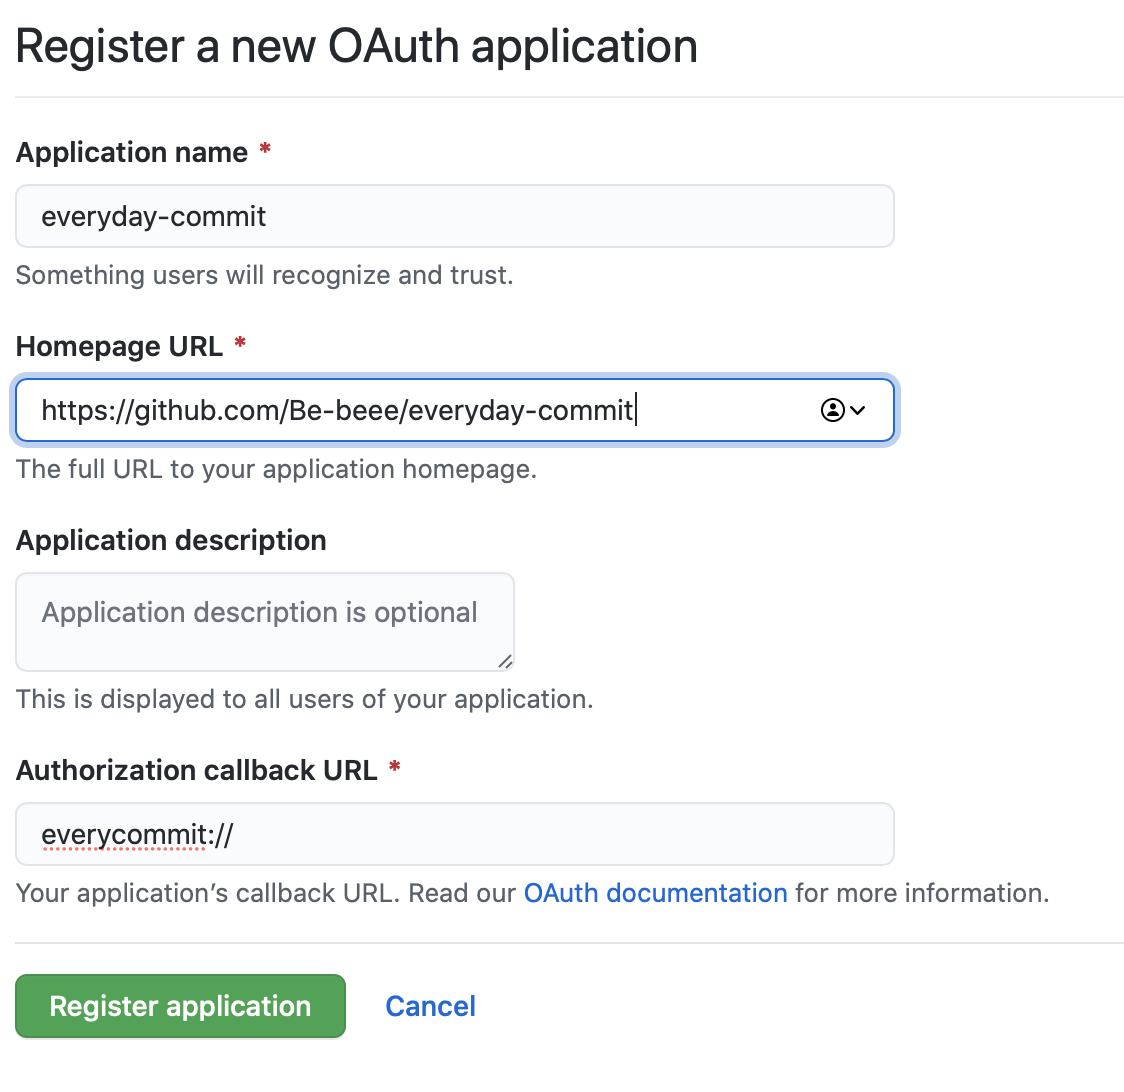 Register a new OAuth application
Application name *
everyday-commit
Something users will recognize and trust.
Homepage URL *
https://github.com/Be-beee/everyday-commit
The full URL to your application homepage.
Application description
Application description is optional
This is displayed to all users of your application.
Authorization callback URL *
everycommit://
Your application’s callback URL. Read our OAuth documentation for more information.
Register application Cancel